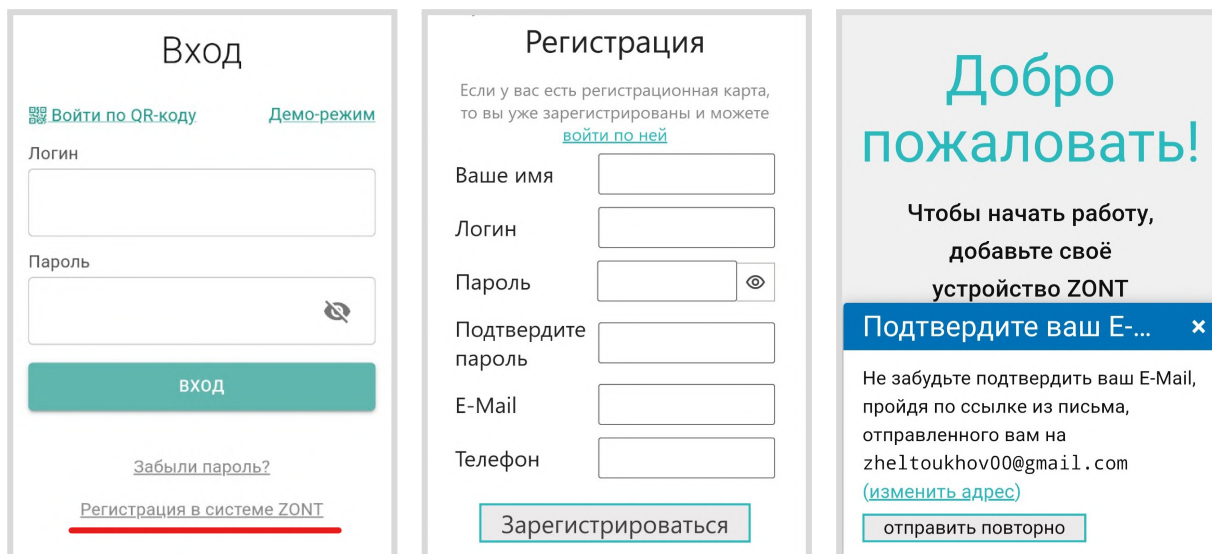 Вход
Войти по QR-коду
Демо-режим
Логин
Пароль
ВХОД
Забыли пароль?
Регистрация в системе ZONT
Регистрация
Если у вас есть регистрационная карта,
то вы уже зарегистрированы и можете
войти по ней
Ваше имя
Логин
Пароль
Подтвердите
пароль
E-Mail
Телефон
Зарегистрироваться
Добро
пожаловать!
Чтобы начать работу,
добавьте своё
устройство ZONT
Подтвердите ваш E-...
Не забудьте подтвердить ваш E-Mail,
пройдя по ссылке из письма,
отправленного вам на
zheltoukhov00@gmail.com
(изменить адрес)
отправить повторно